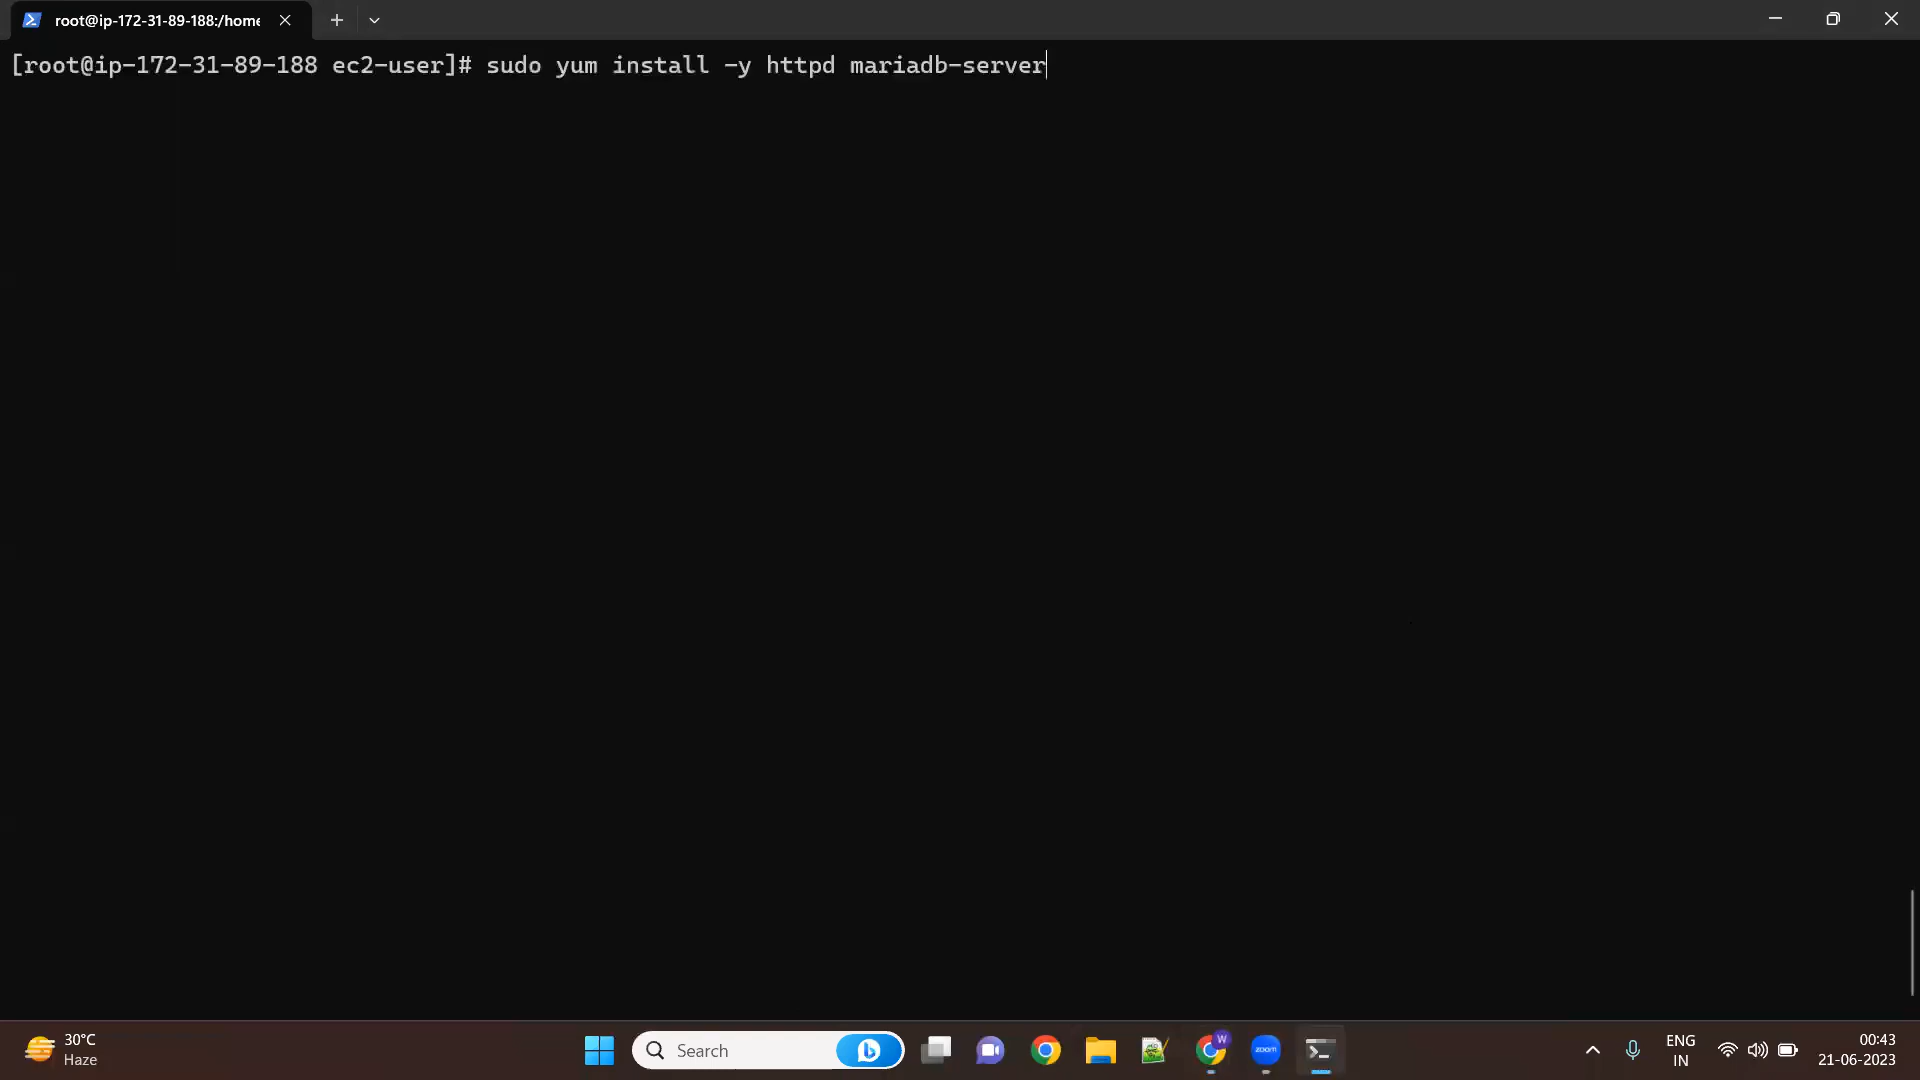 root@ip-172-31-89-188:/home
[root@ip-172-31-89-188 ec2-user]# sudo yum install -y httpd mariadb-server
30°C
Haze
Search
W
zoom
ENG
IN
00:43
21-06-2023